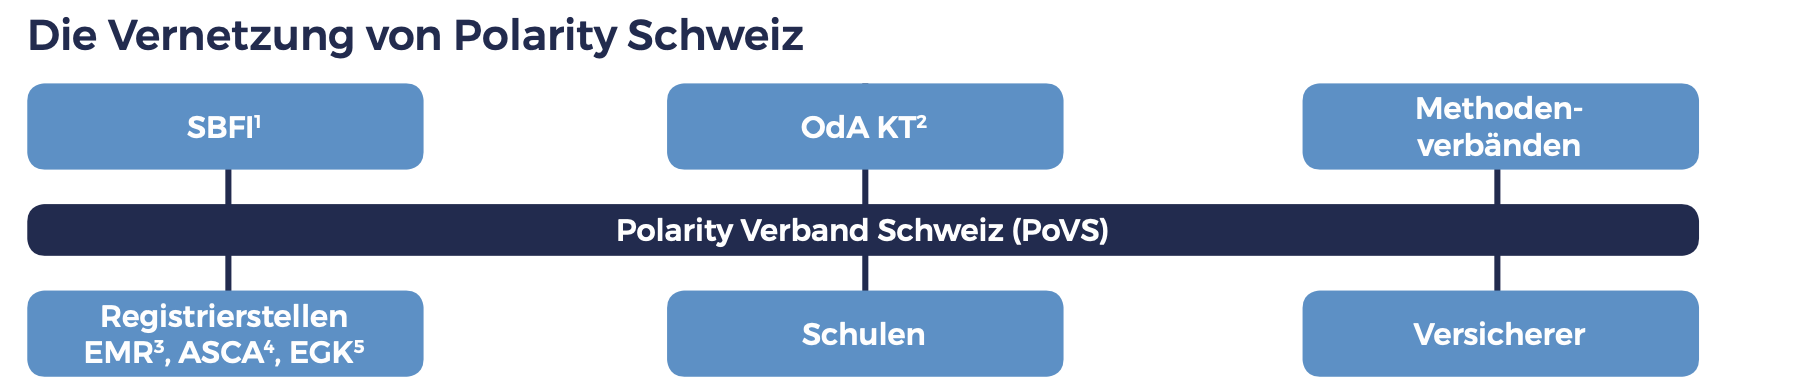 Die Vernetzung von Polarity Schweiz
SBFI¹
OdA KT²
Methoden-
verbänden
Polarity Verband Schweiz (PoVS)
Registrierstellen
EMR³, ASCA⁴, EGK⁵
Schulen
Versicherer